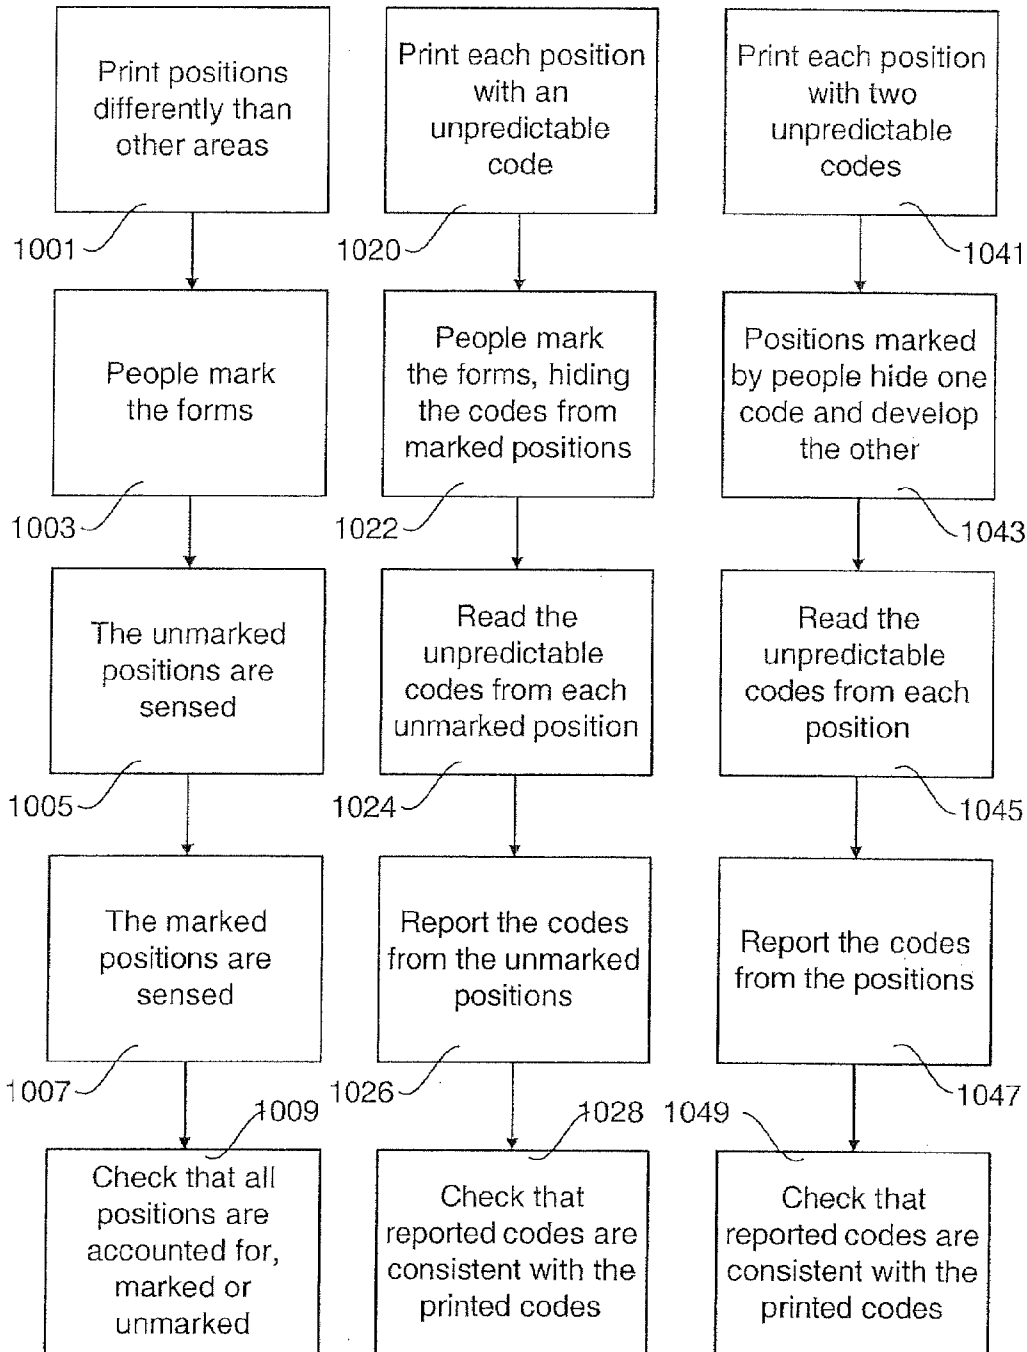 Print positions
differently than
other areas
1001
People mark
the forms
1003
The unmarked
positions are
sensed
1005
The marked
positions are
sensed
1007
1009
Check that all
positions are
accounted for,
marked or
unmarked
Print each position
with an
unpredictable
code
1020
People mark
the forms, hiding
the codes from
marked positions
1022
Read the
unpredictable
codes from each
unmarked position
1024
Report the codes
from the unmarked
positions
1026
1028
Check that
reported codes are
consistent with the
printed codes
Print each position
with two
unpredictable
codes
1041
Positions marked
by people hide one
code and develop
the other
1043
Read the
unpredictable
codes from each
position
1045
Report the codes
from the positions
1047
1049
Check that
reported codes are
consistent with the
printed codes